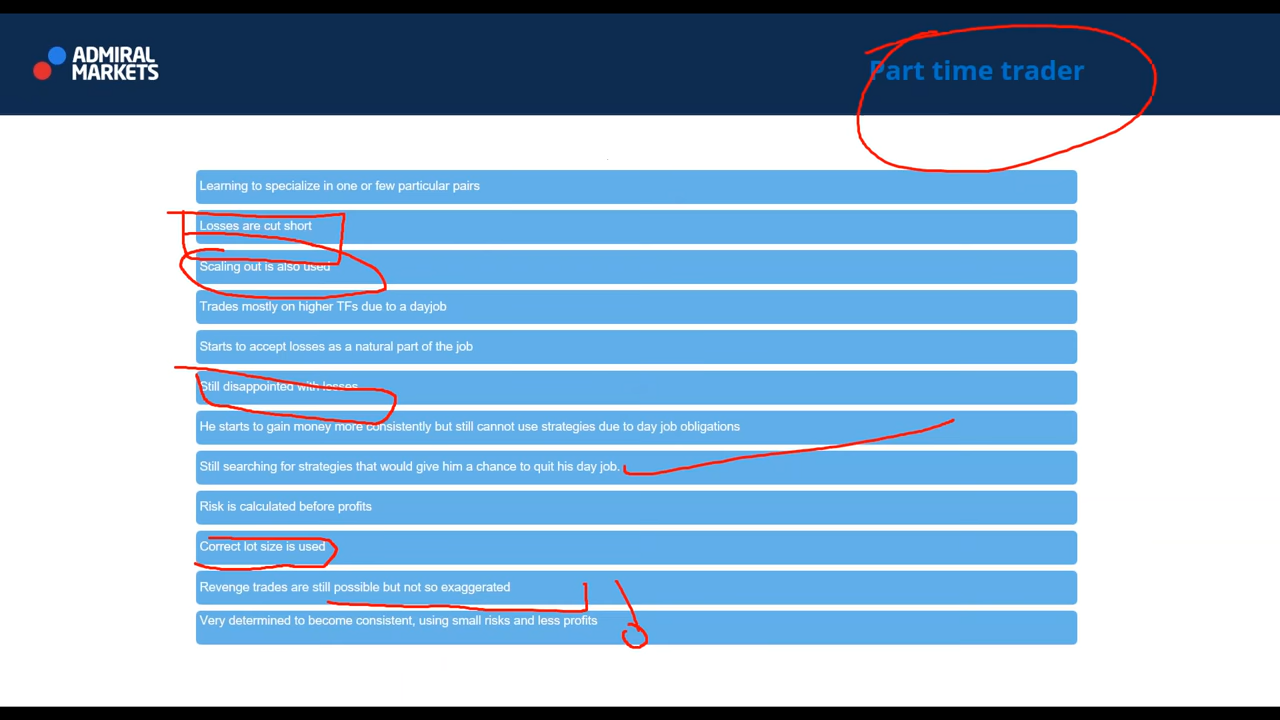 ADMIRAL
MARKETS
Part time trader
Learning to specialize in one or few particular pairs
Losses are cut short
Scaling out is also used
Trades mostly on higher TFs due to a dayjob
Starts to accept losses as a natural part of the job
Still disappointed with losses
He starts to gain money more consistently but still cannot use strategies due to day job obligations
Still searching for strategies that would give him a chance to quit his day job.
Risk is calculated before profits
Correct lot size is used
Revenge trades are still possible but not so exaggerated
Very determined to become consistent, using small risks and less profits